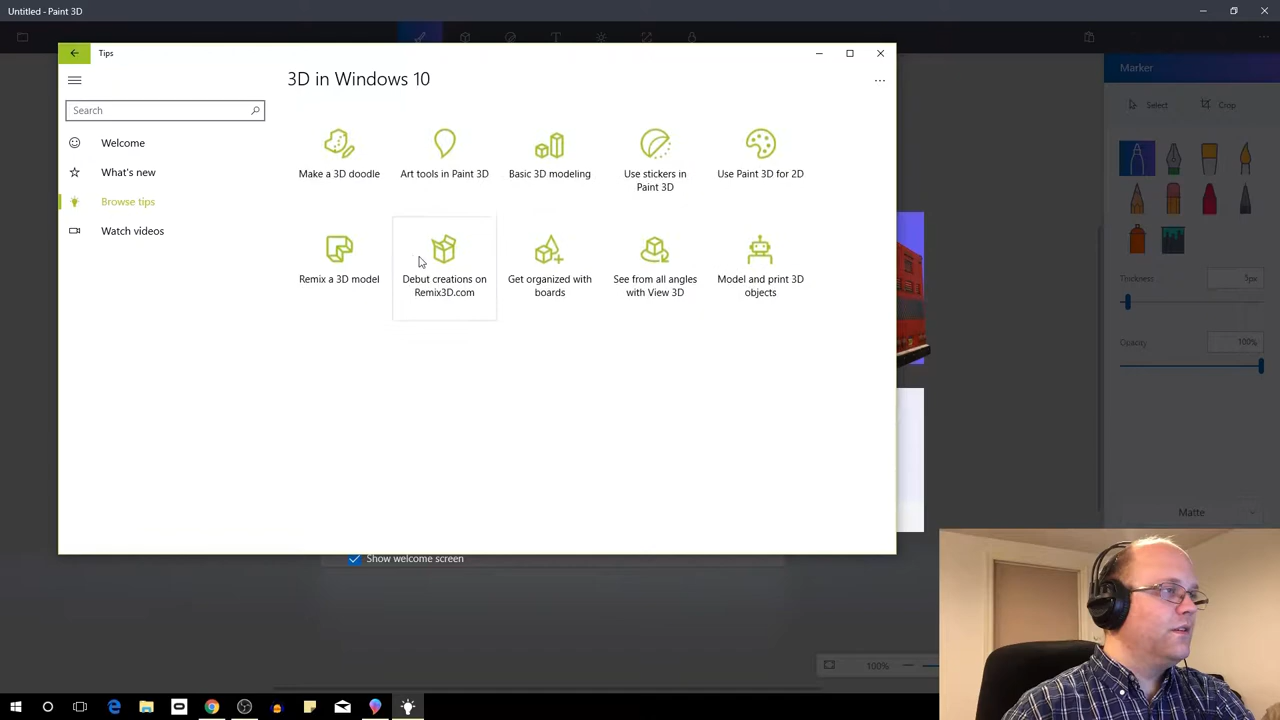 Untitled - Paint 3D
Tips
3D in Windows 10
Search
Welcome
What's new
Browse tips
Watch videos
Make a 3D doodle
Art tools in Paint 3D
Basic 3D modeling
Use stickers in
Paint 3D
Use Paint 3D for 2D
Remix a 3D model
Debut creations on
Remix3D.com
Get organized with
boards
See from all angles
with View 3D
Model and print 3D
objects
Marker
Select
Crop
Thickness
5px
Opacity
100%
Matte
Show welcome screen
100%